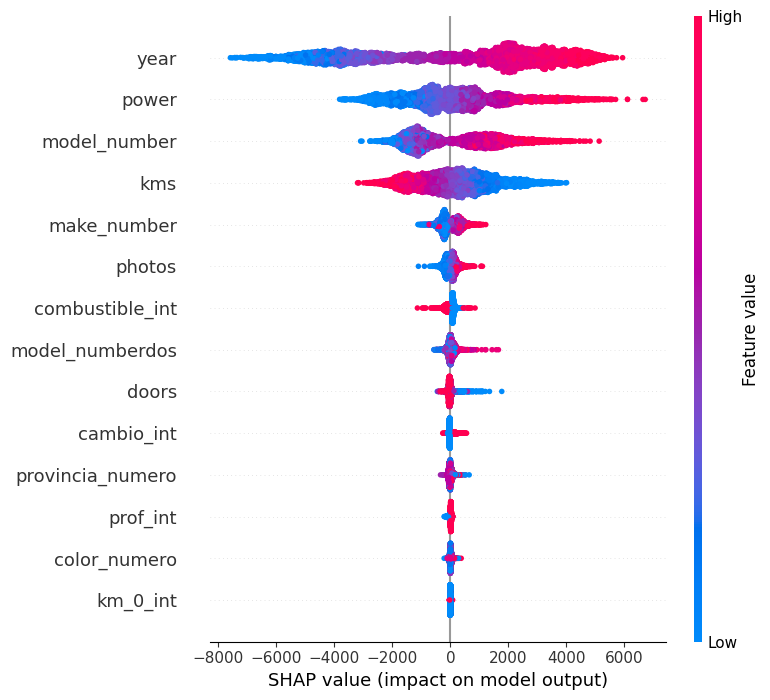 High
year
power
model_number
kms
make_number
photos
combustible_int
model_numberdos
doors
cambio_int
provincia_numero
prof_int
color_numero
km_0_int
Feature value
Low
−8000 −6000 −4000 −2000 0 2000 4000 6000
SHAP value (impact on model output)